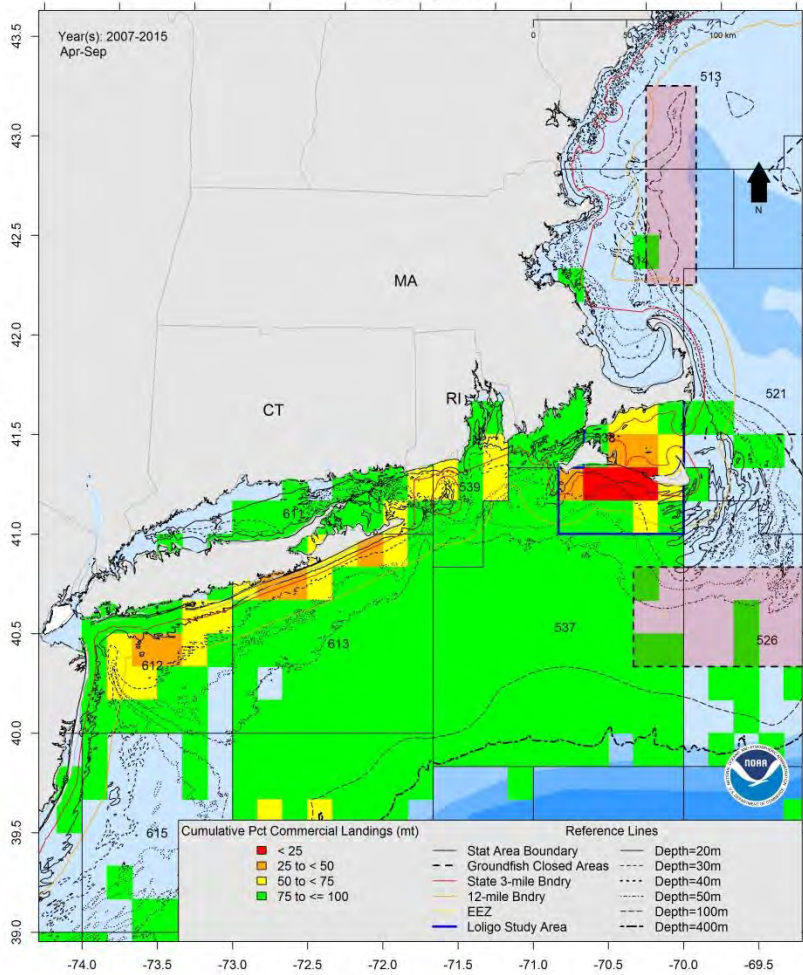 Year(s): 2007-2015
Apr-Sep
0 50 100 km
43.5
43.0
42.5
42.0
41.5
41.0
40.5
40.0
39.5
39.0
513
N
514
MA
521
CT
RI
538
539
611
613
537
526
612
615
NOAA
Cumulative Pct Commercial Landings (mt)
< 25
25 to < 50
50 to < 75
75 to <= 100
Reference Lines
Stat Area Boundary
Groundfish Closed Areas
State 3-mile Bndry
12-mile Bndry
EEZ
Loligo Study Area
Depth=20m
Depth=30m
Depth=40m
Depth=50m
Depth=100m
Depth=400m
-74.0 -73.5 -73.0 -72.5 -72.0 -71.5 -71.0 -70.5 -70.0 -69.5